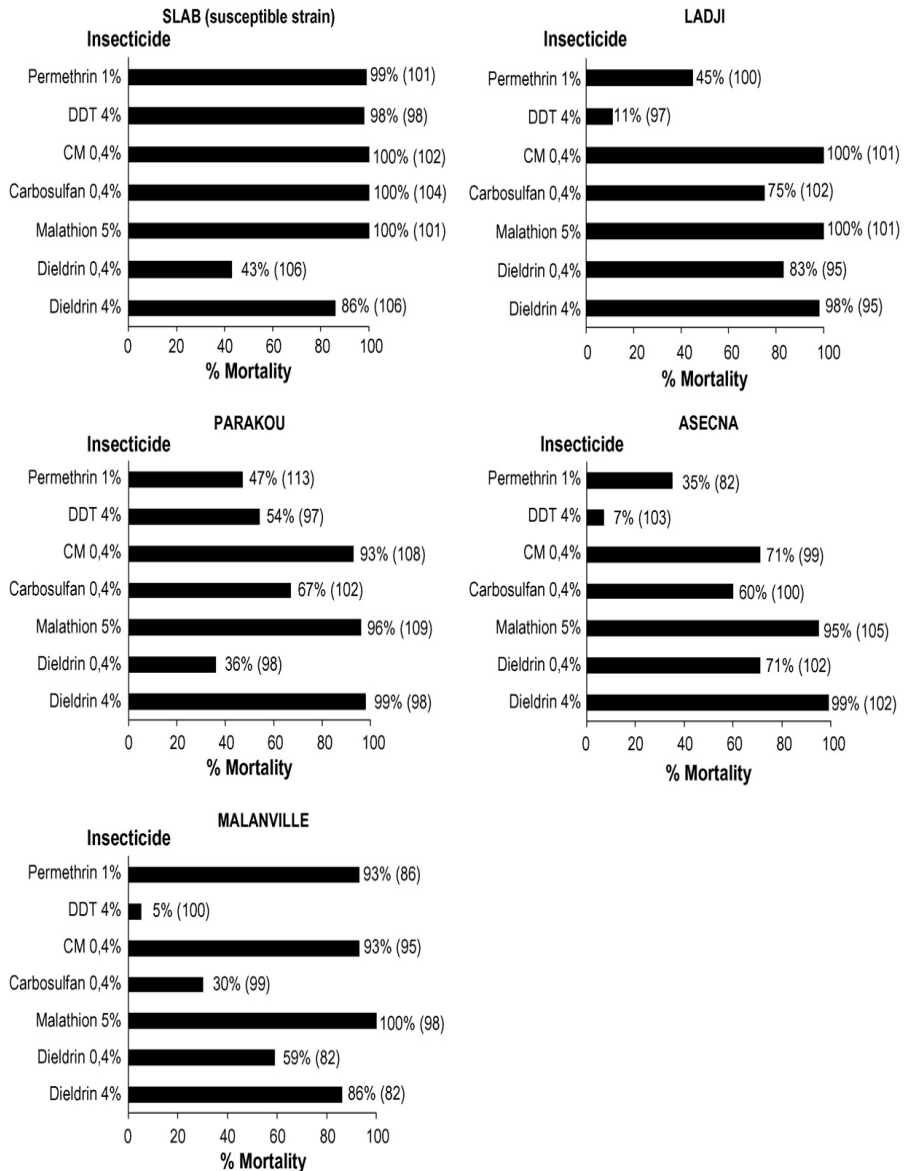 SLAB (susceptible strain)
Insecticide
Permethrin 1% 99% (101)
DDT 4% 98% (98)
CM 0,4% 100% (102)
Carbosulfan 0,4% 100% (104)
Malathion 5% 100% (101)
Dieldrin 0,4% 43% (106)
Dieldrin 4% 86% (106)
0 20 40 60 80 100
% Mortality
LADJI
Insecticide
Permethrin 1% 45% (100)
DDT 4% 11% (97)
CM 0,4% 100% (101)
Carbosulfan 0,4% 75% (102)
Malathion 5% 100% (101)
Dieldrin 0,4% 83% (95)
Dieldrin 4% 98% (95)
0 20 40 60 80 100
% Mortality
PARAKOU
Insecticide
Permethrin 1% 47% (113)
DDT 4% 54% (97)
CM 0,4% 93% (108)
Carbosulfan 0,4% 67% (102)
Malathion 5% 96% (109)
Dieldrin 0,4% 36% (98)
Dieldrin 4% 99% (98)
0 20 40 60 80 100
% Mortality
ASECNA
Insecticide
Permethrin 1% 35% (82)
DDT 4% 7% (103)
CM 0,4% 71% (99)
Carbosulfan 0,4% 60% (100)
Malathion 5% 95% (105)
Dieldrin 0,4% 71% (102)
Dieldrin 4% 99% (102)
0 20 40 60 80 100
% Mortality
MALANVILLE
Insecticide
Permethrin 1% 93% (86)
DDT 4% 5% (100)
CM 0,4% 93% (95)
Carbosulfan 0,4% 30% (99)
Malathion 5% 100% (98)
Dieldrin 0,4% 59% (82)
Dieldrin 4% 86% (82)
0 20 40 60 80 100
% Mortality